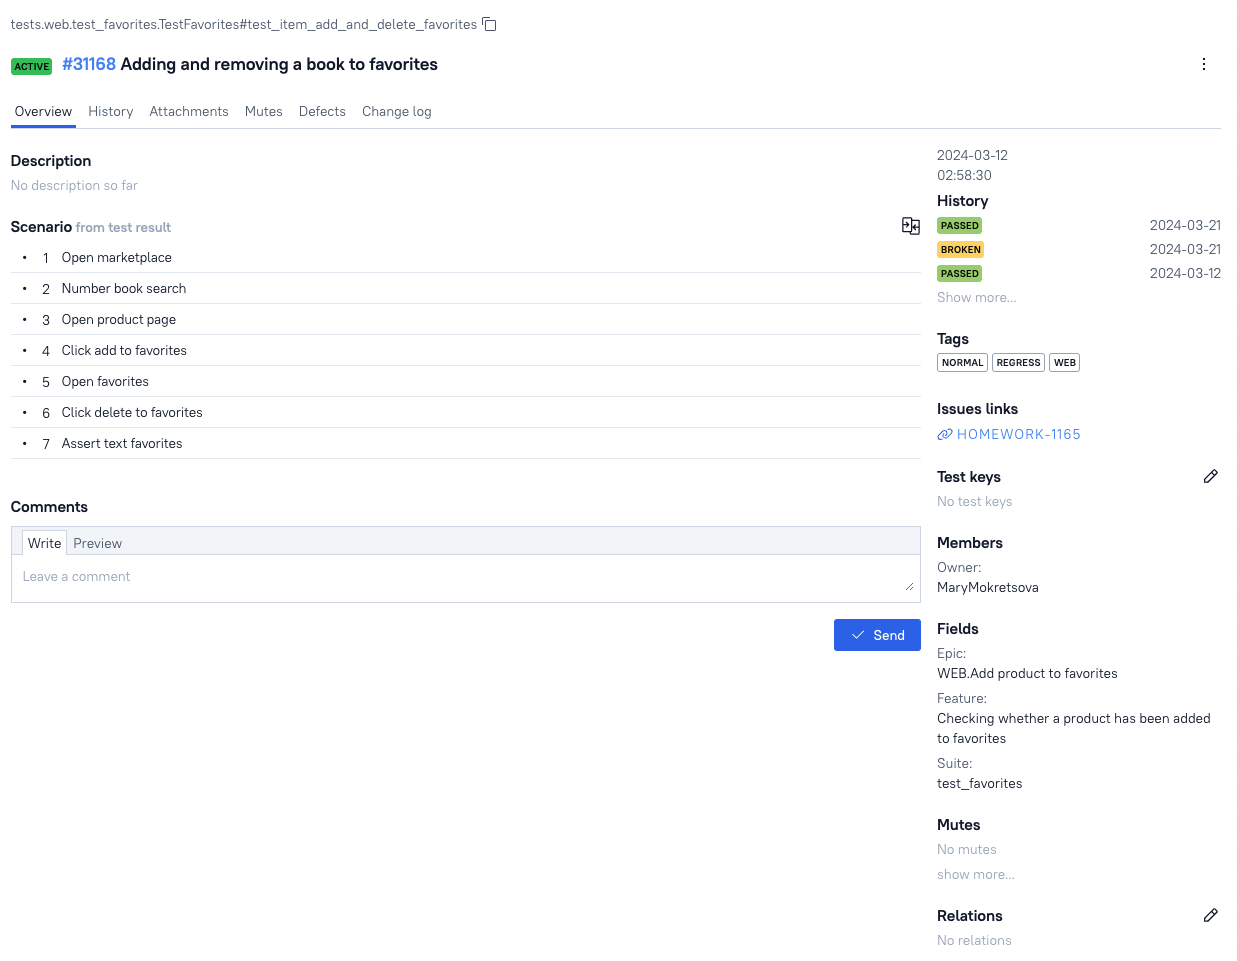 tests.web.test_favorites.TestFavorites#test_item_add_and_delete_favorites
ACTIVE #31168 Adding and removing a book to favorites
Overview History Attachments Mutes Defects Change log
Description
No description so far
Scenario from test result
• 1 Open marketplace
• 2 Number book search
• 3 Open product page
• 4 Click add to favorites
• 5 Open favorites
• 6 Click delete to favorites
• 7 Assert text favorites
Comments
Write Preview
Leave a comment
Send
2024-03-12
02:58:30
History
PASSED 2024-03-21
BROKEN 2024-03-21
PASSED 2024-03-12
Show more...
Tags
NORMAL REGRESS WEB
Issues links
HOMEWORK-1165
Test keys
No test keys
Members
Owner:
MaryMokretsova
Fields
Epic:
WEB.Add product to favorites
Feature:
Checking whether a product has been added
to favorites
Suite:
test_favorites
Mutes
No mutes
show more...
Relations
No relations